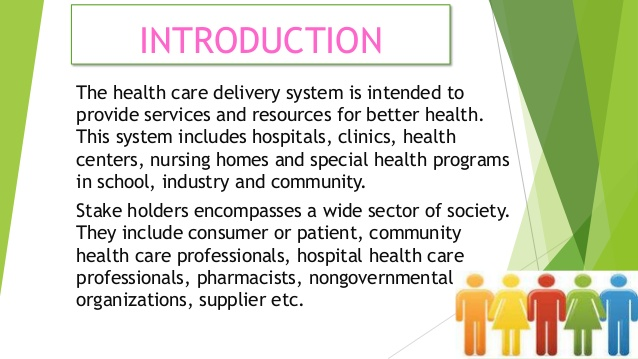 INTRODUCTION
The health care delivery system is intended to
provide services and resources for better health.
This system includes hospitals, clinics, health
centers, nursing homes and special health programs
in school, industry and community.
Stake holders encompasses a wide sector of society.
They include consumer or patient, community
health care professionals, hospital health care
professionals, pharmacists, nongovernmental
organizations, supplier etc.